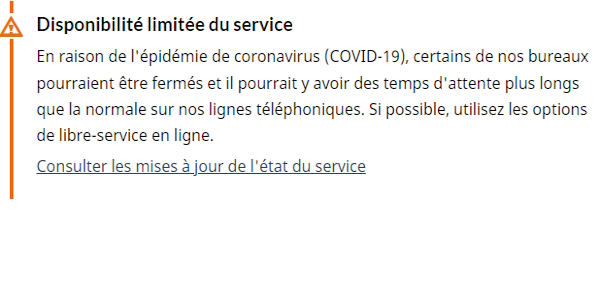 Disponibilité limitée du service
En raison de l'épidémie de coronavirus (COVID-19), certains de nos bureaux
pourraient être fermés et il pourrait y avoir des temps d'attente plus longs
que la normale sur nos lignes téléphoniques. Si possible, utilisez les options
de libre-service en ligne.
Consulter les mises à jour de l'état du service